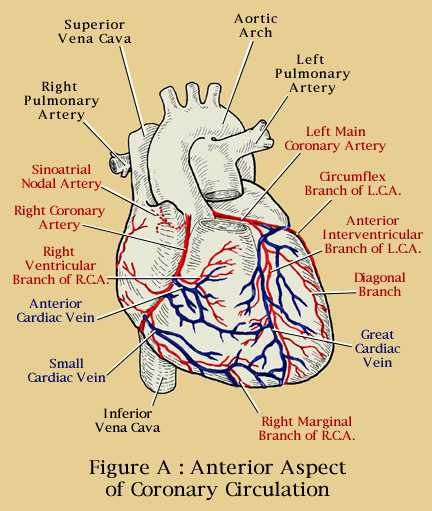 Superior
Vena Cava
Aortic
Arch
Left
Pulmonary
Artery
Right
Pulmonary
Artery
Left Main
Coronary Artery
Sinoatrial
Nodal Artery
Circumflex
Branch of L.C.A.
Right Coronary
Artery
Anterior
Interventricular
Branch of L.C.A.
Right
Ventricular
Branch of R.C.A.
Diagonal
Branch
Anterior
Cardiac Vein
Great
Cardiac
Vein
Small
Cardiac Vein
Inferior
Vena Cava
Right Marginal
Branch of R.C.A.
Figure A : Anterior Aspect
of Coronary Circulation